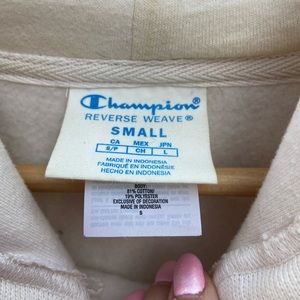 Champion®
REVERSE WEAVE®
SMALL
CA MEX JPN
S/P CH L
MADE IN INDONESIA
FABRIQUÉ EN INDONÉSIE
HECHO EN INDONESIA
BODY:
81% COTTON/
19% POLYESTER
EXCLUSIVE OF DECORATION
MADE IN INDONESIA
S